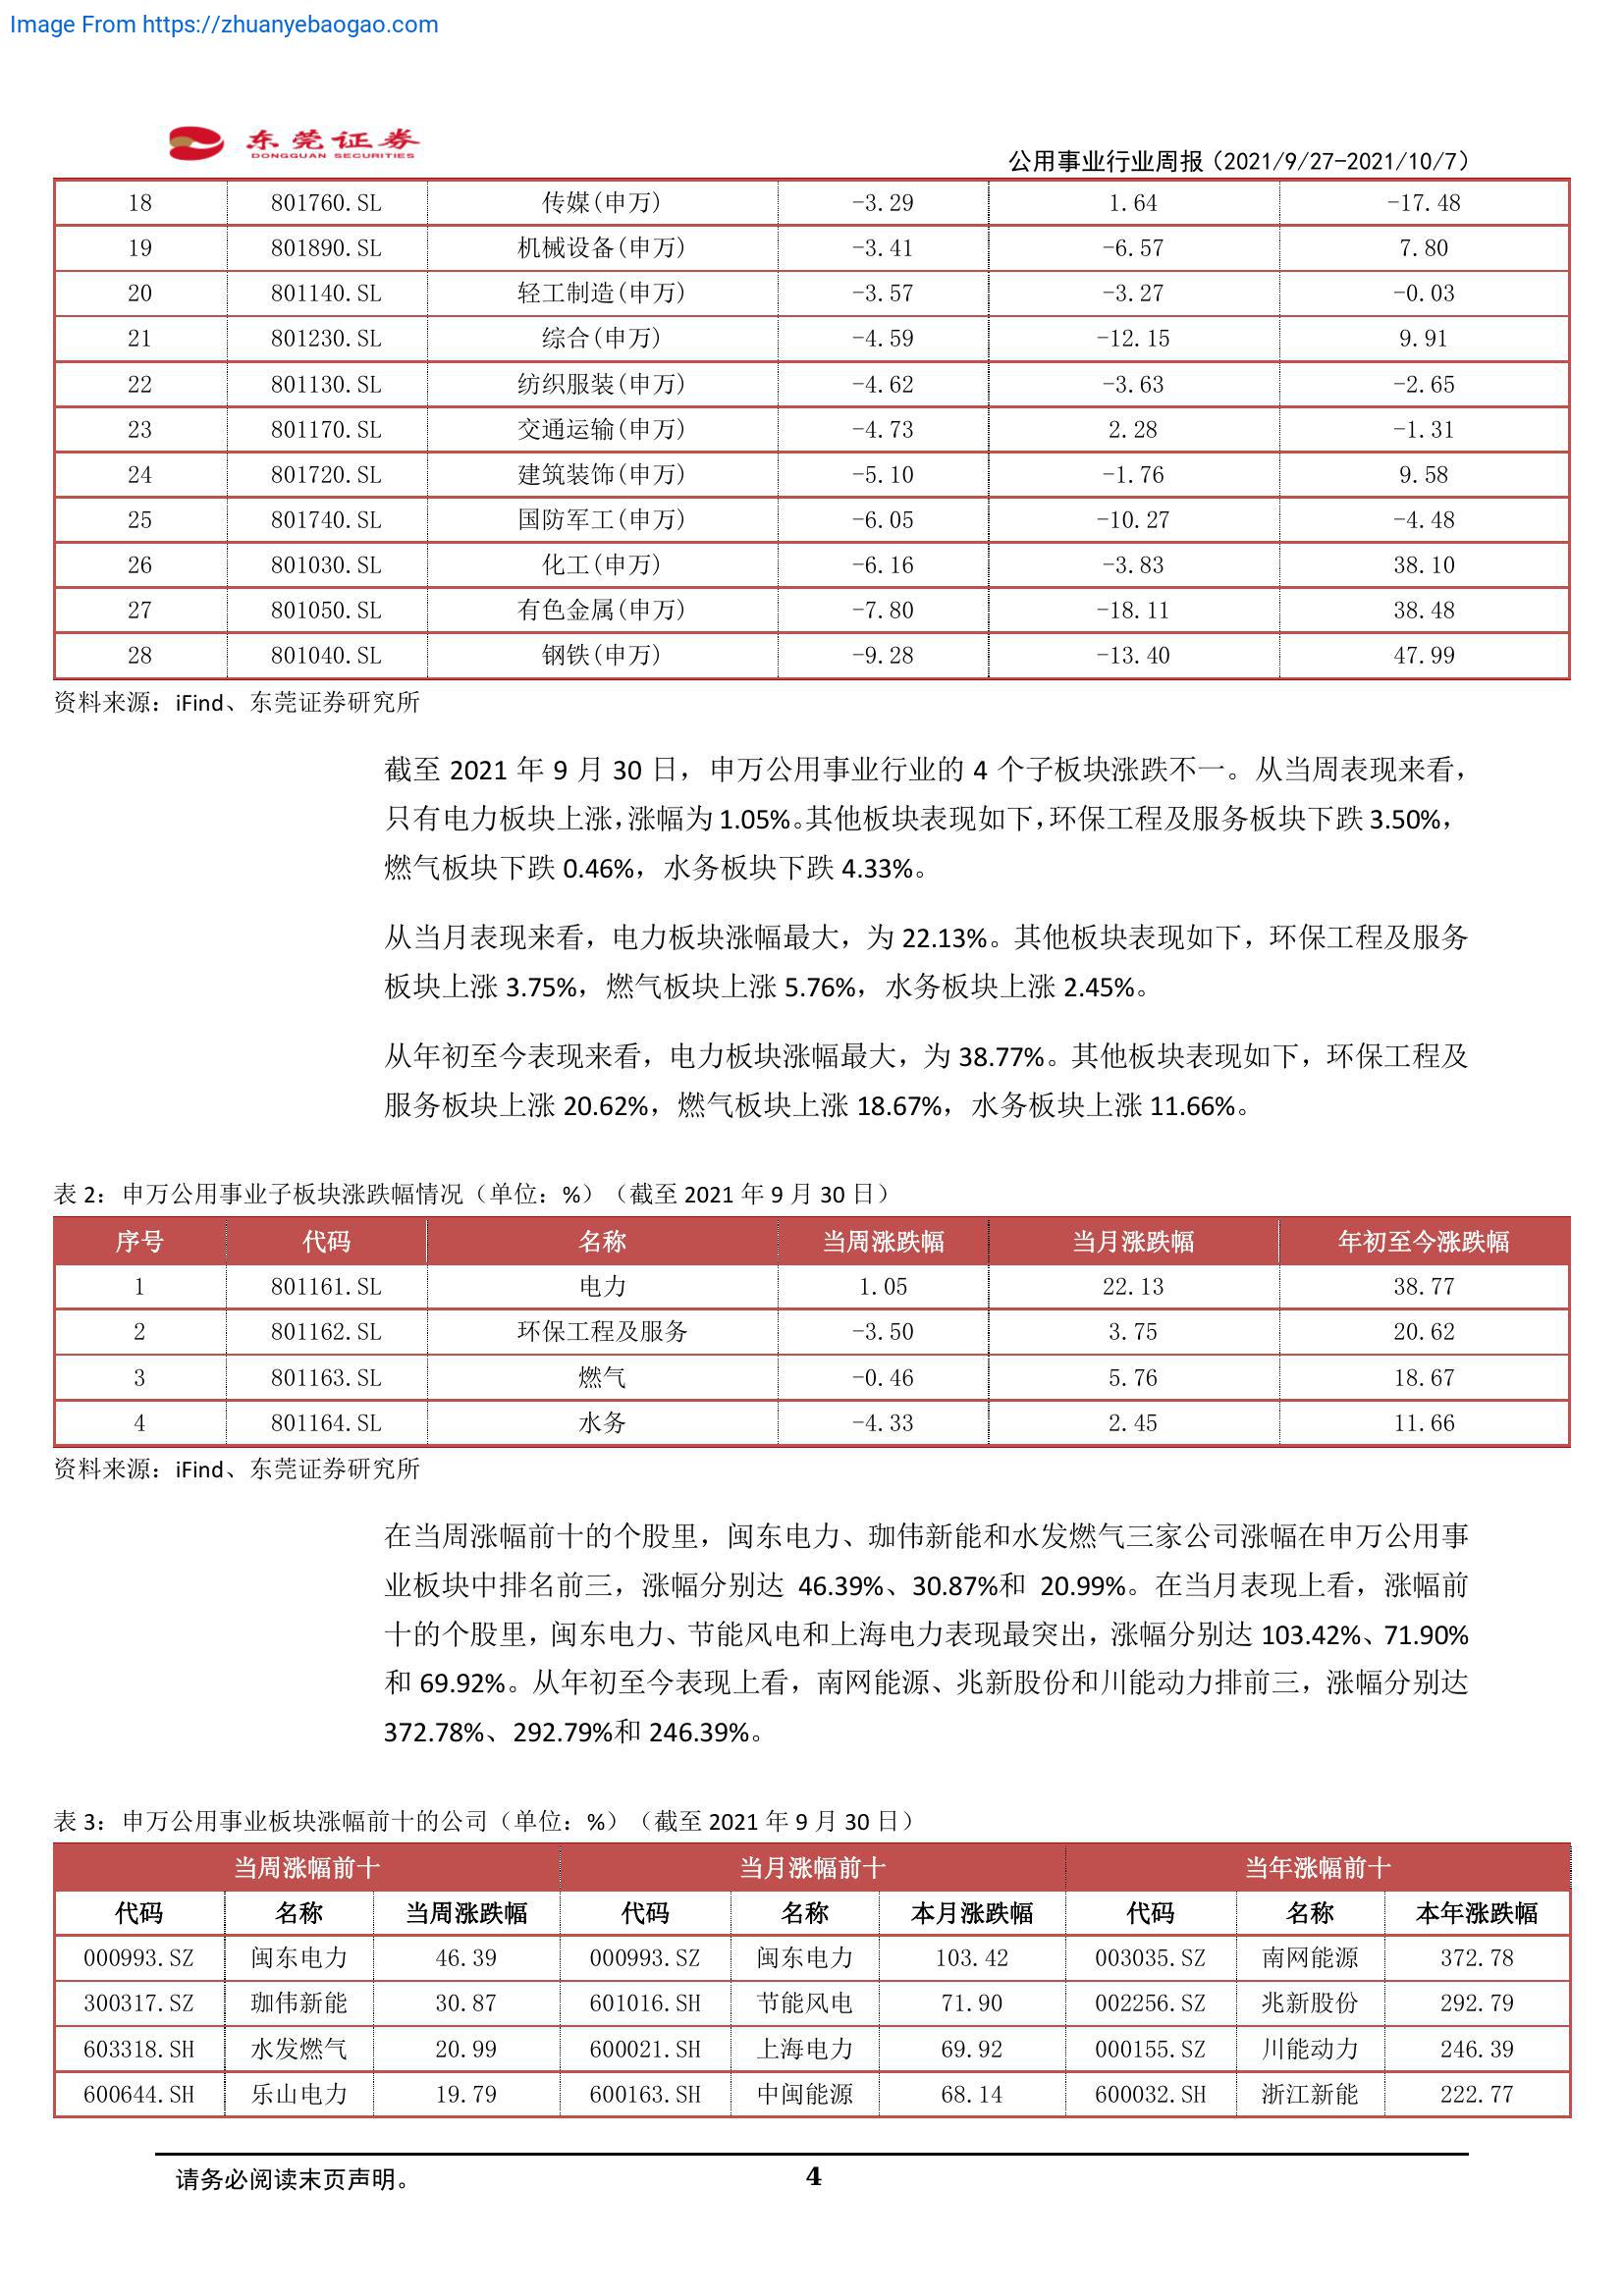 Image From https://zhuanyebaogao.com
东莞证券
DONGGUAN SECURITIES
公用事业行业周报（2021/9/27-2021/10/7）
18 801760.SL 传媒(申万) -3.29 1.64 -17.48
19 801890.SL 机械设备(申万) -3.41 -6.57 7.80
20 801140.SL 轻工制造(申万) -3.57 -3.27 -0.03
21 801230.SL 综合(申万) -4.59 -12.15 9.91
22 801130.SL 纺织服装(申万) -4.62 -3.63 -2.65
23 801170.SL 交通运输(申万) -4.73 2.28 -1.31
24 801720.SL 建筑装饰(申万) -5.10 -1.76 9.58
25 801740.SL 国防军工(申万) -6.05 -10.27 -4.48
26 801030.SL 化工(申万) -6.16 -3.83 38.10
27 801050.SL 有色金属(申万) -7.80 -18.11 38.48
28 801040.SL 钢铁(申万) -9.28 -13.40 47.99
资料来源：iFind、东莞证券研究所
截至 2021 年 9 月 30 日，申万公用事业行业的 4 个子板块涨跌不一。从当周表现来看，
只有电力板块上涨，涨幅为 1.05%。其他板块表现如下，环保工程及服务板块下跌 3.50%，
燃气板块下跌 0.46%，水务板块下跌 4.33%。
从当月表现来看，电力板块涨幅最大，为 22.13%。其他板块表现如下，环保工程及服务
板块上涨 3.75%，燃气板块上涨 5.76%，水务板块上涨 2.45%。
从年初至今表现来看，电力板块涨幅最大，为 38.77%。其他板块表现如下，环保工程及
服务板块上涨 20.62%，燃气板块上涨 18.67%，水务板块上涨 11.66%。
表 2：申万公用事业子板块涨跌幅情况（单位：%）（截至 2021 年 9 月 30 日）
序号 代码 名称 当周涨跌幅 当月涨跌幅 年初至今涨跌幅
1 801161.SL 电力 1.05 22.13 38.77
2 801162.SL 环保工程及服务 -3.50 3.75 20.62
3 801163.SL 燃气 -0.46 5.76 18.67
4 801164.SL 水务 -4.33 2.45 11.66
资料来源：iFind、东莞证券研究所
在当周涨幅前十的个股里，闽东电力、珈伟新能和水发燃气三家公司涨幅在申万公用事
业板块中排名前三，涨幅分别达 46.39%、30.87%和 20.99%。在当月表现上看，涨幅前
十的个股里，闽东电力、节能风电和上海电力表现最突出，涨幅分别达 103.42%、71.90%
和 69.92%。从年初至今表现上看，南网能源、兆新股份和川能动力排前三，涨幅分别达
372.78%、292.79%和 246.39%。
表 3：申万公用事业板块涨幅前十的公司（单位：%）（截至 2021 年 9 月 30 日）
当周涨幅前十 当月涨幅前十 当年涨幅前十
代码 名称 当周涨跌幅 代码 名称 本月涨跌幅 代码 名称 本年涨跌幅
000993.SZ 闽东电力 46.39 000993.SZ 闽东电力 103.42 003035.SZ 南网能源 372.78
300317.SZ 珈伟新能 30.87 601016.SH 节能风电 71.90 002256.SZ 兆新股份 292.79
603318.SH 水发燃气 20.99 600021.SH 上海电力 69.92 000155.SZ 川能动力 246.39
600644.SH 乐山电力 19.79 600163.SH 中闽能源 68.14 600032.SH 浙江新能 222.77
请务必阅读末页声明。
4